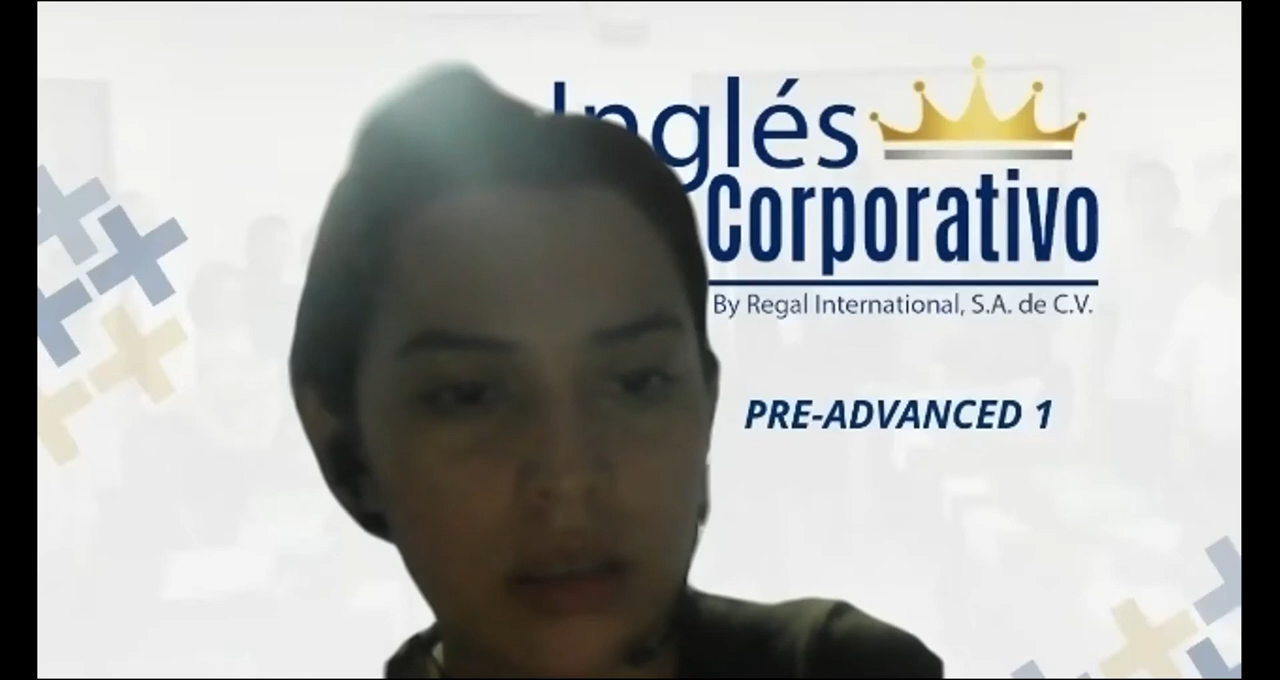 Inglés
Corporativo
By Regal International, S.A. de C.V.
PRE-ADVANCED 1